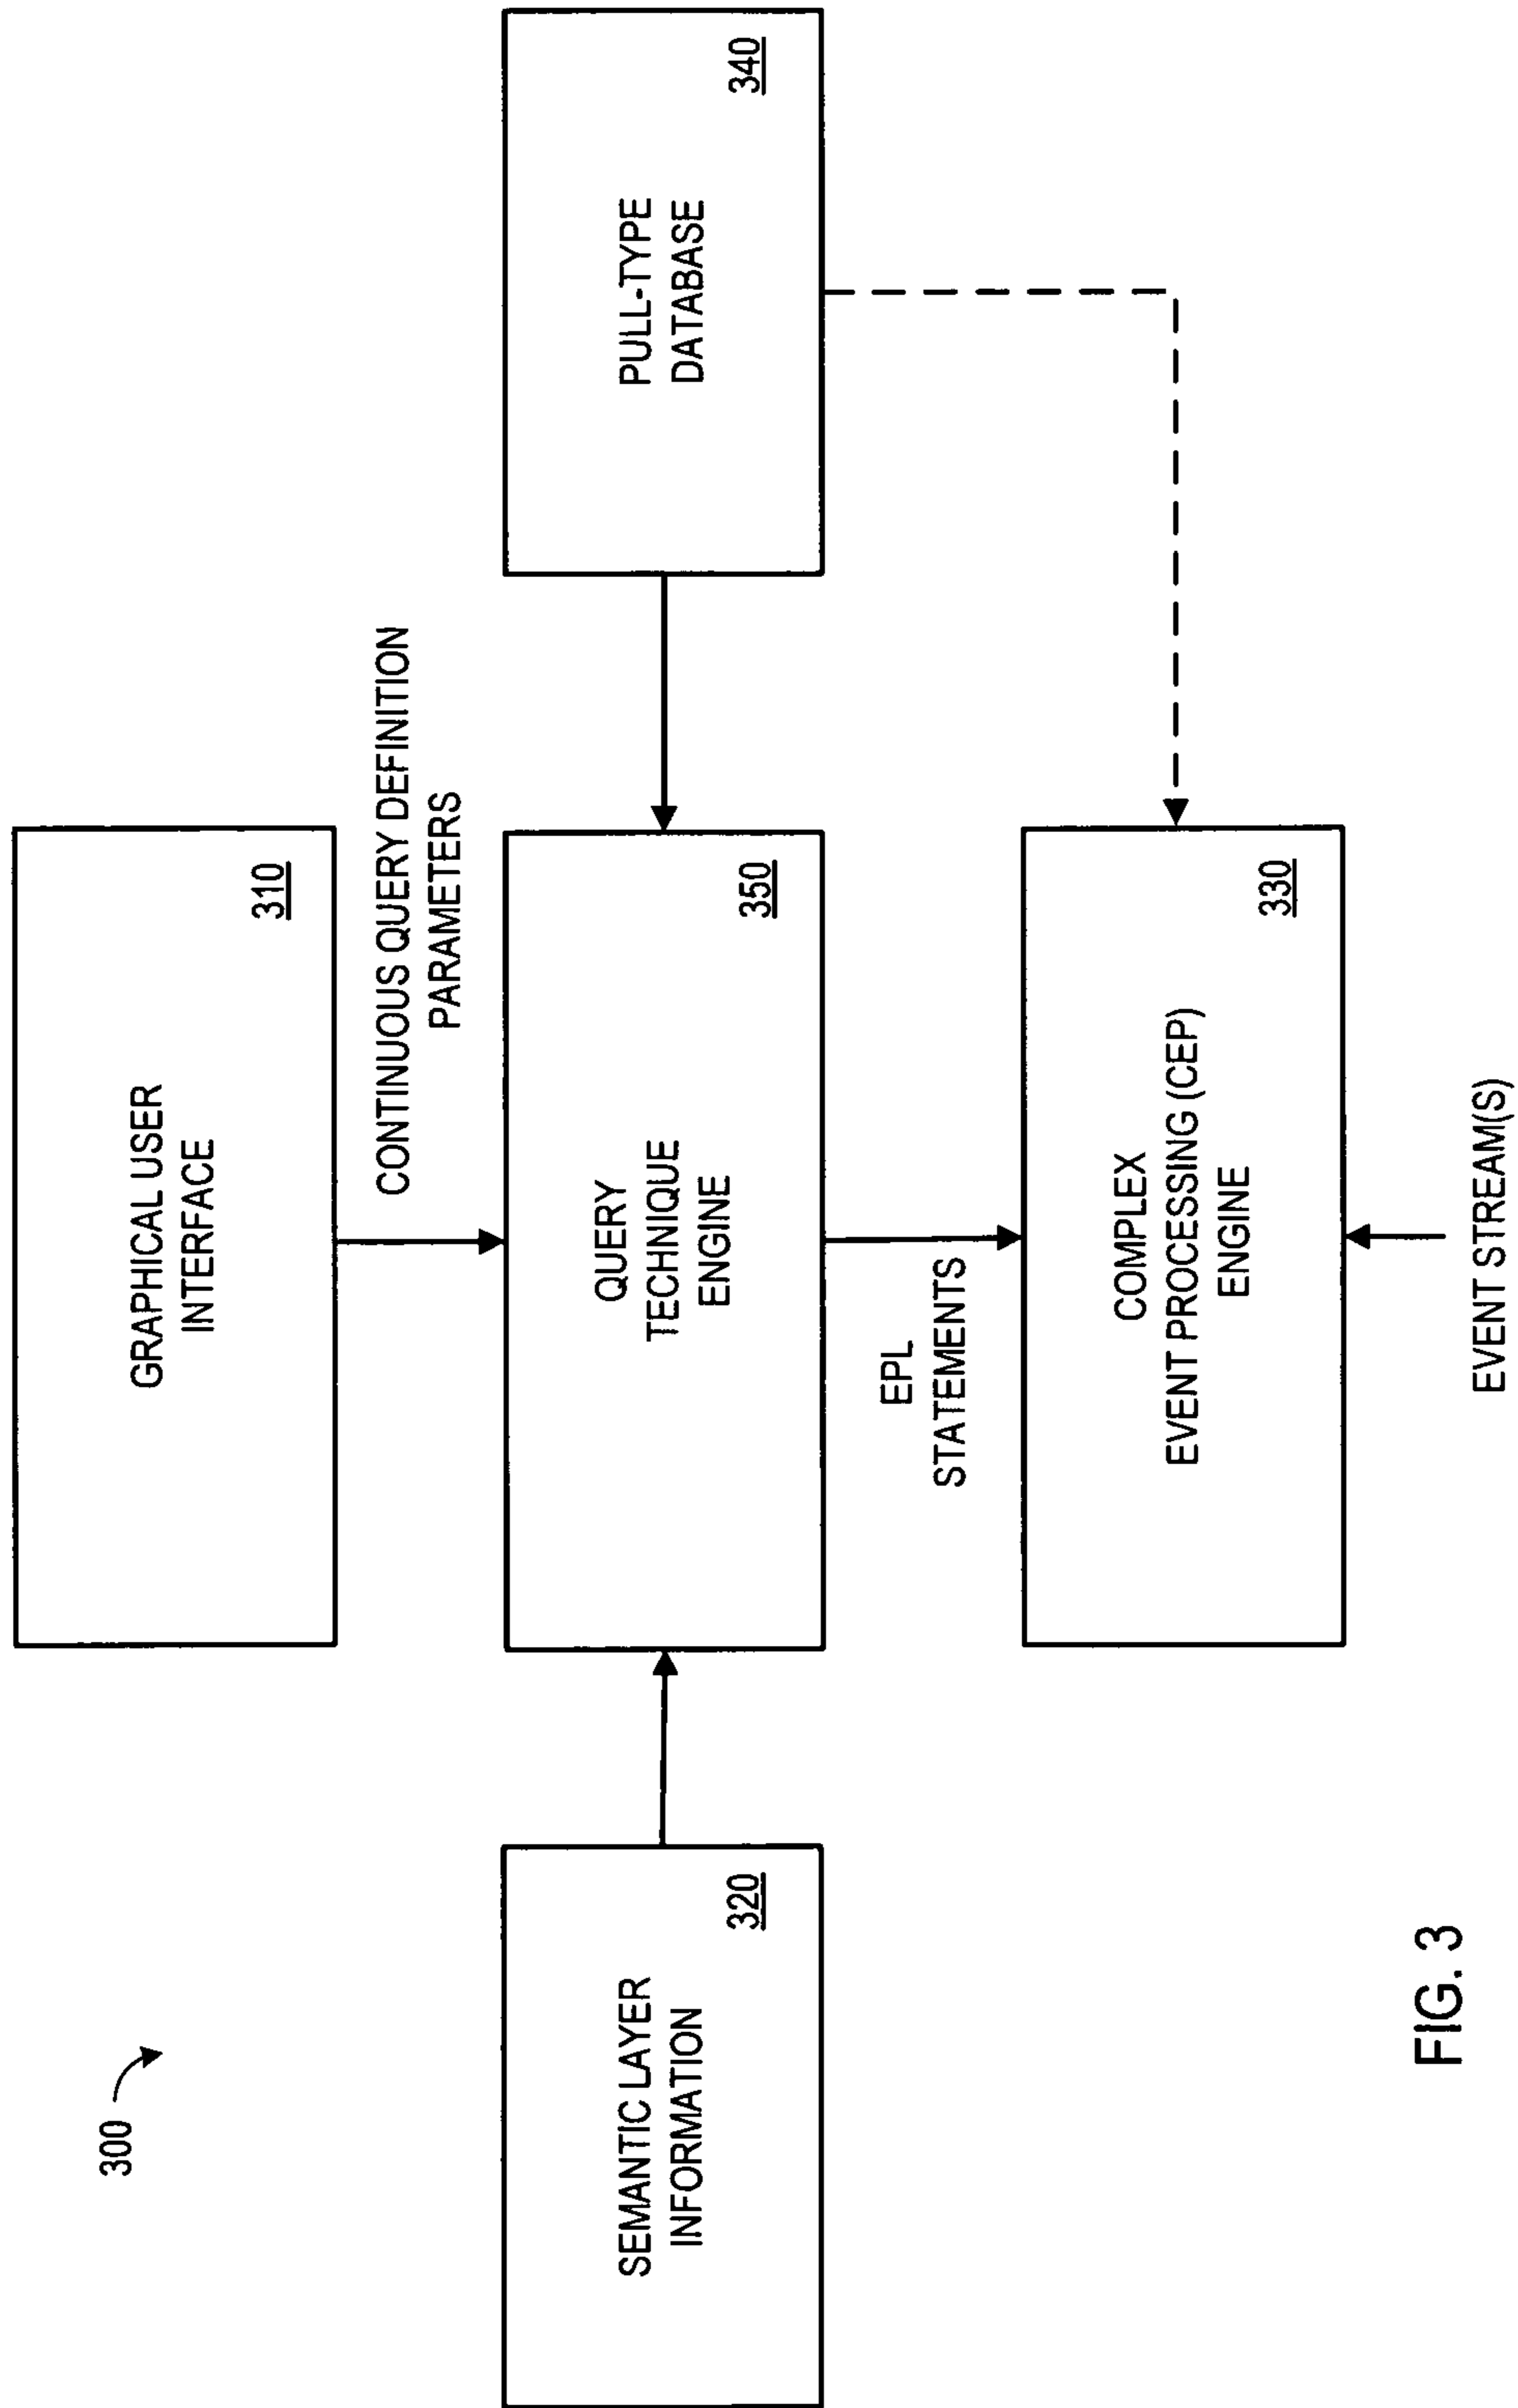 300
GRAPHICAL USER
INTERFACE
310
CONTINUOUS QUERY DEFINITION
PARAMETERS
SEMANTIC LAYER
INFORMATION
320
QUERY
TECHNIQUE
ENGINE
350
PULL-TYPE
DATABASE
340
EPL
STATEMENTS
COMPLEX
EVENT PROCESSING (CEP)
ENGINE
330
EVENT STREAM(S)
FIG. 3